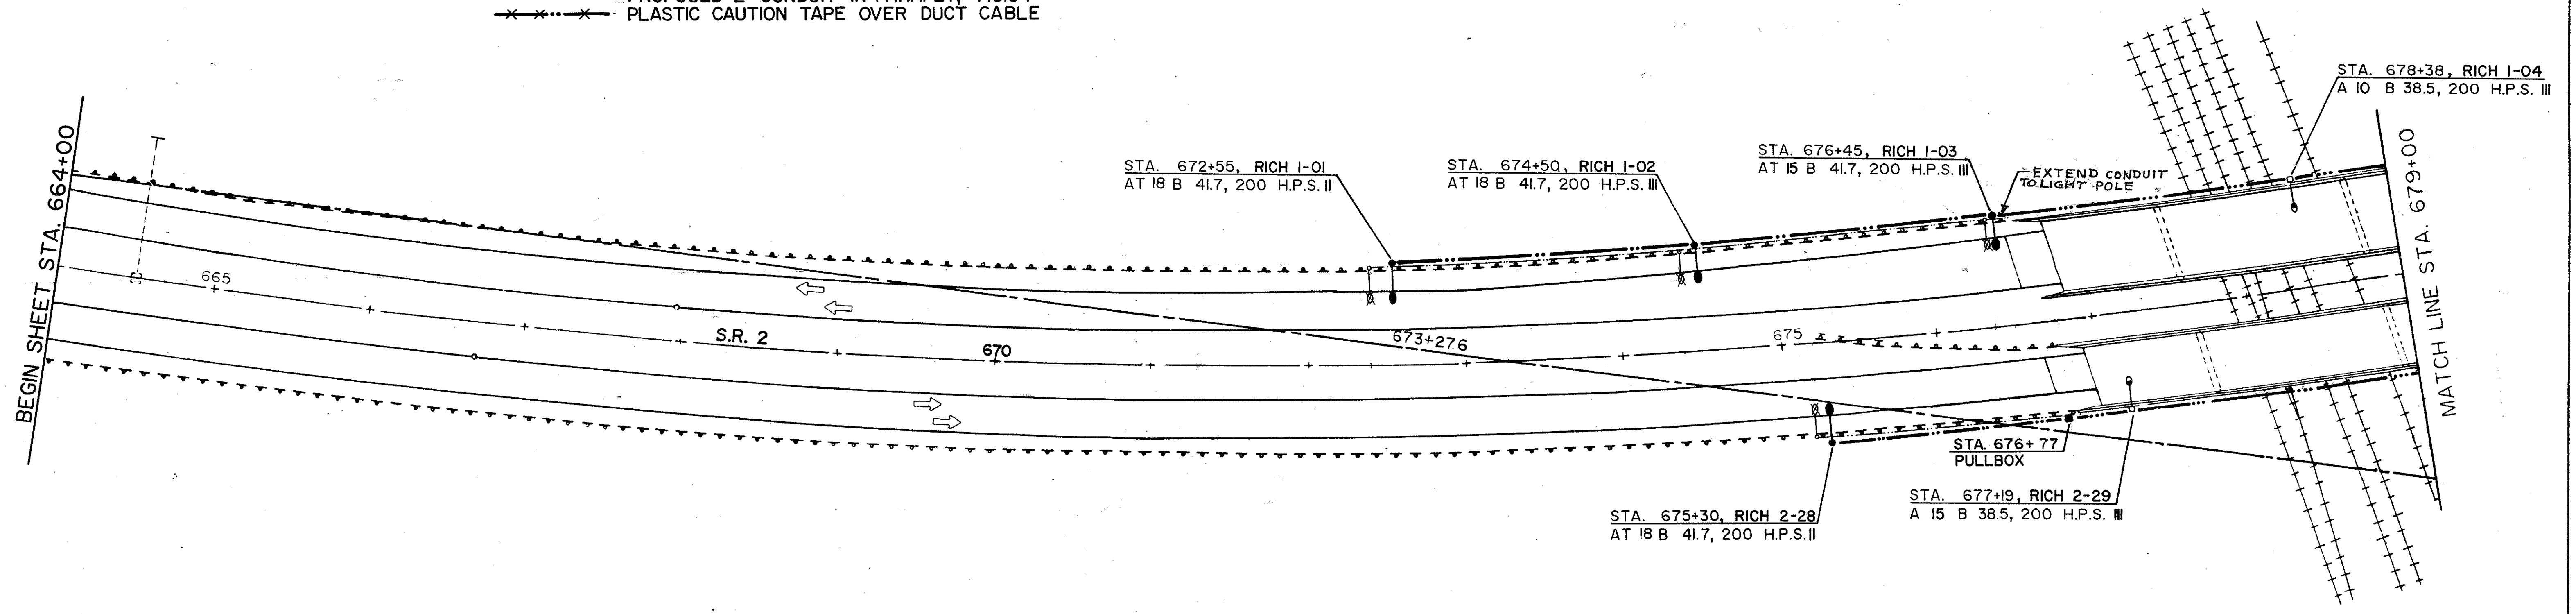 PLASTIC CAUTION TAPE OVER DUCT CABLE
STA. 678+38, RICH 1-04
A 10 B 38.5, 200 H.P.S. III
BEGIN SHEET STA. 664+00
MATCH LINE STA. 679+00
STA. 672+55, RICH 1-01
AT 18 B 41.7, 200 H.P.S. II
STA. 674+50, RICH 1-02
AT 18 B 41.7, 200 H.P.S. III
STA. 676+45, RICH 1-03
AT 15 B 41.7, 200 H.P.S. III
EXTEND CONDUIT
TO LIGHT POLE
665
S.R. 2
670
673+27.6
675
STA. 676+77
PULLBOX
STA. 677+19, RICH 2-29
A 15 B 38.5, 200 H.P.S. III
STA. 675+30, RICH 2-28
AT 18 B 41.7, 200 H.P.S. II